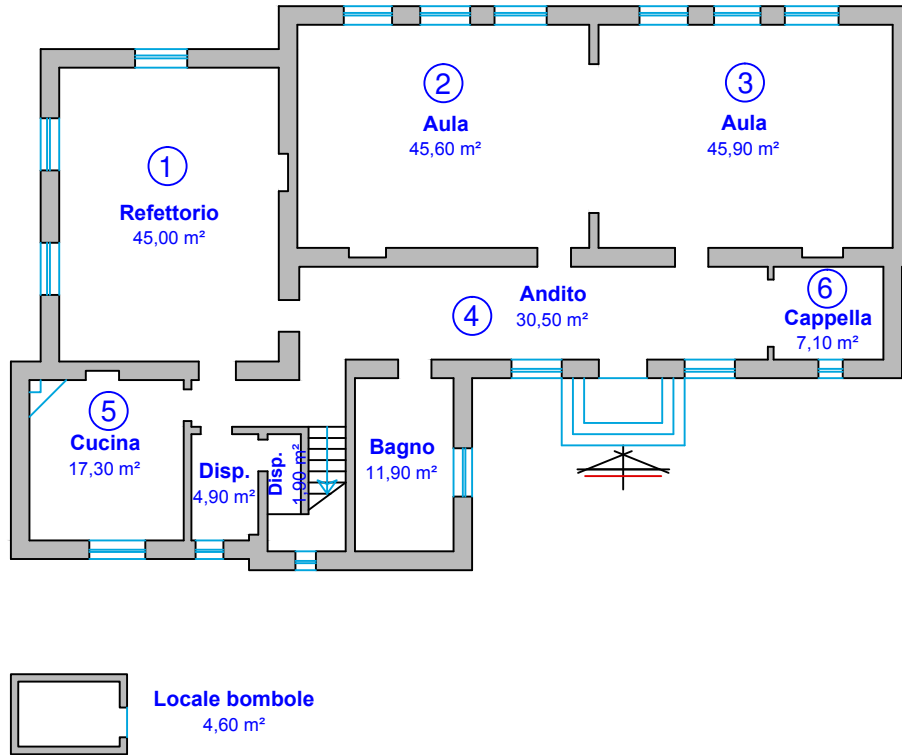 1
Refettorio
45,00 m²
2
Aula
45,60 m²
3
Aula
45,90 m²
4
Andito
30,50 m²
6
Cappella
7,10 m²
5
Cucina
17,30 m²
Disp.
4,90 m²
Disp.
1,90 m²
Bagno
11,90 m²
Locale bombole
4,60 m²